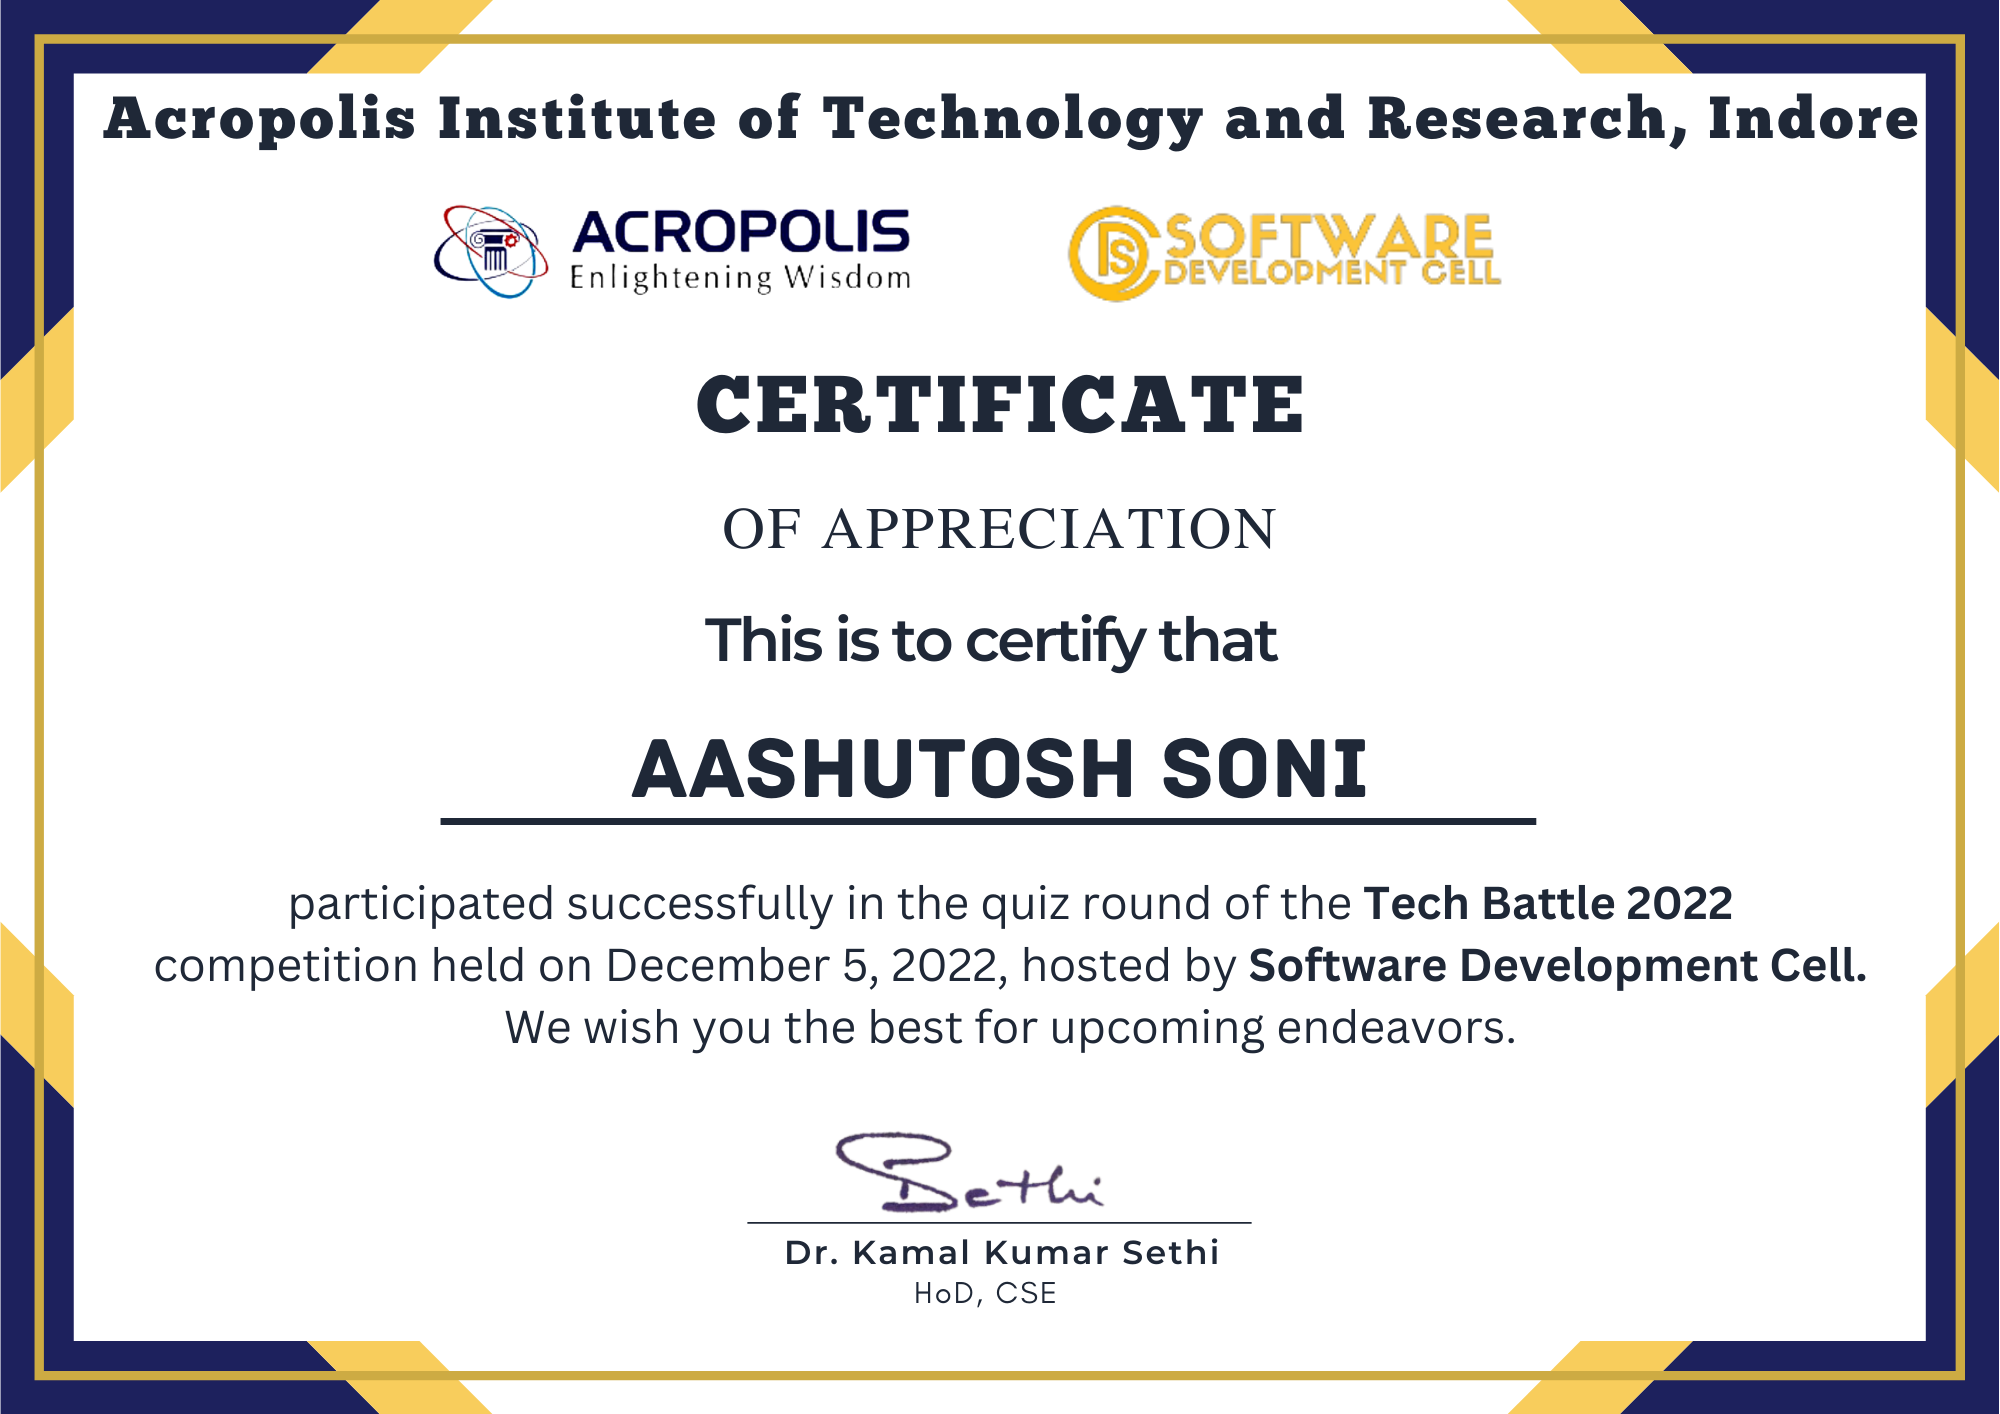 Acropolis Institute of Technology and Research, Indore
ACROPOLIS
Enlightening Wisdom
SOFTWARE
DEVELOPMENT CELL
CERTIFICATE
OF APPRECIATION
This is to certify that
AASHUTOSH SONI
participated successfully in the quiz round of the Tech Battle 2022
competition held on December 5, 2022, hosted by Software Development Cell.
We wish you the best for upcoming endeavors.
Sethi
Dr. Kamal Kumar Sethi
HoD, CSE